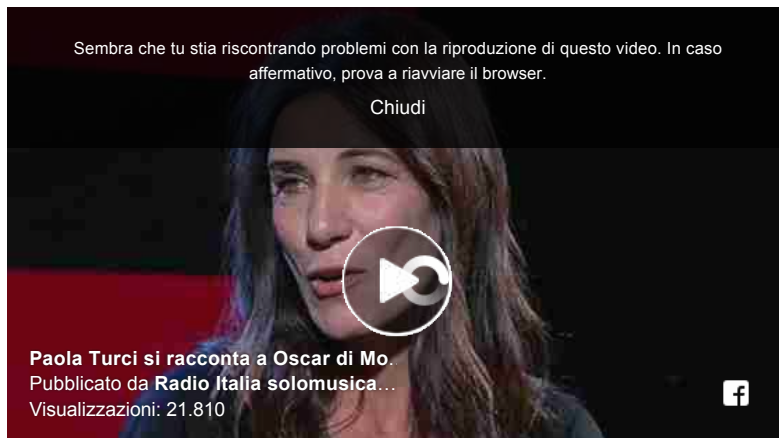 Sembra che tu stia riscontrando problemi con la riproduzione di questo video. In caso
affermativo, prova a riavviare il browser.
Chiudi
Paola Turci si racconta a Oscar di Mo.
Pubblicato da Radio Italia solomusica…
Visualizzazioni: 21.810